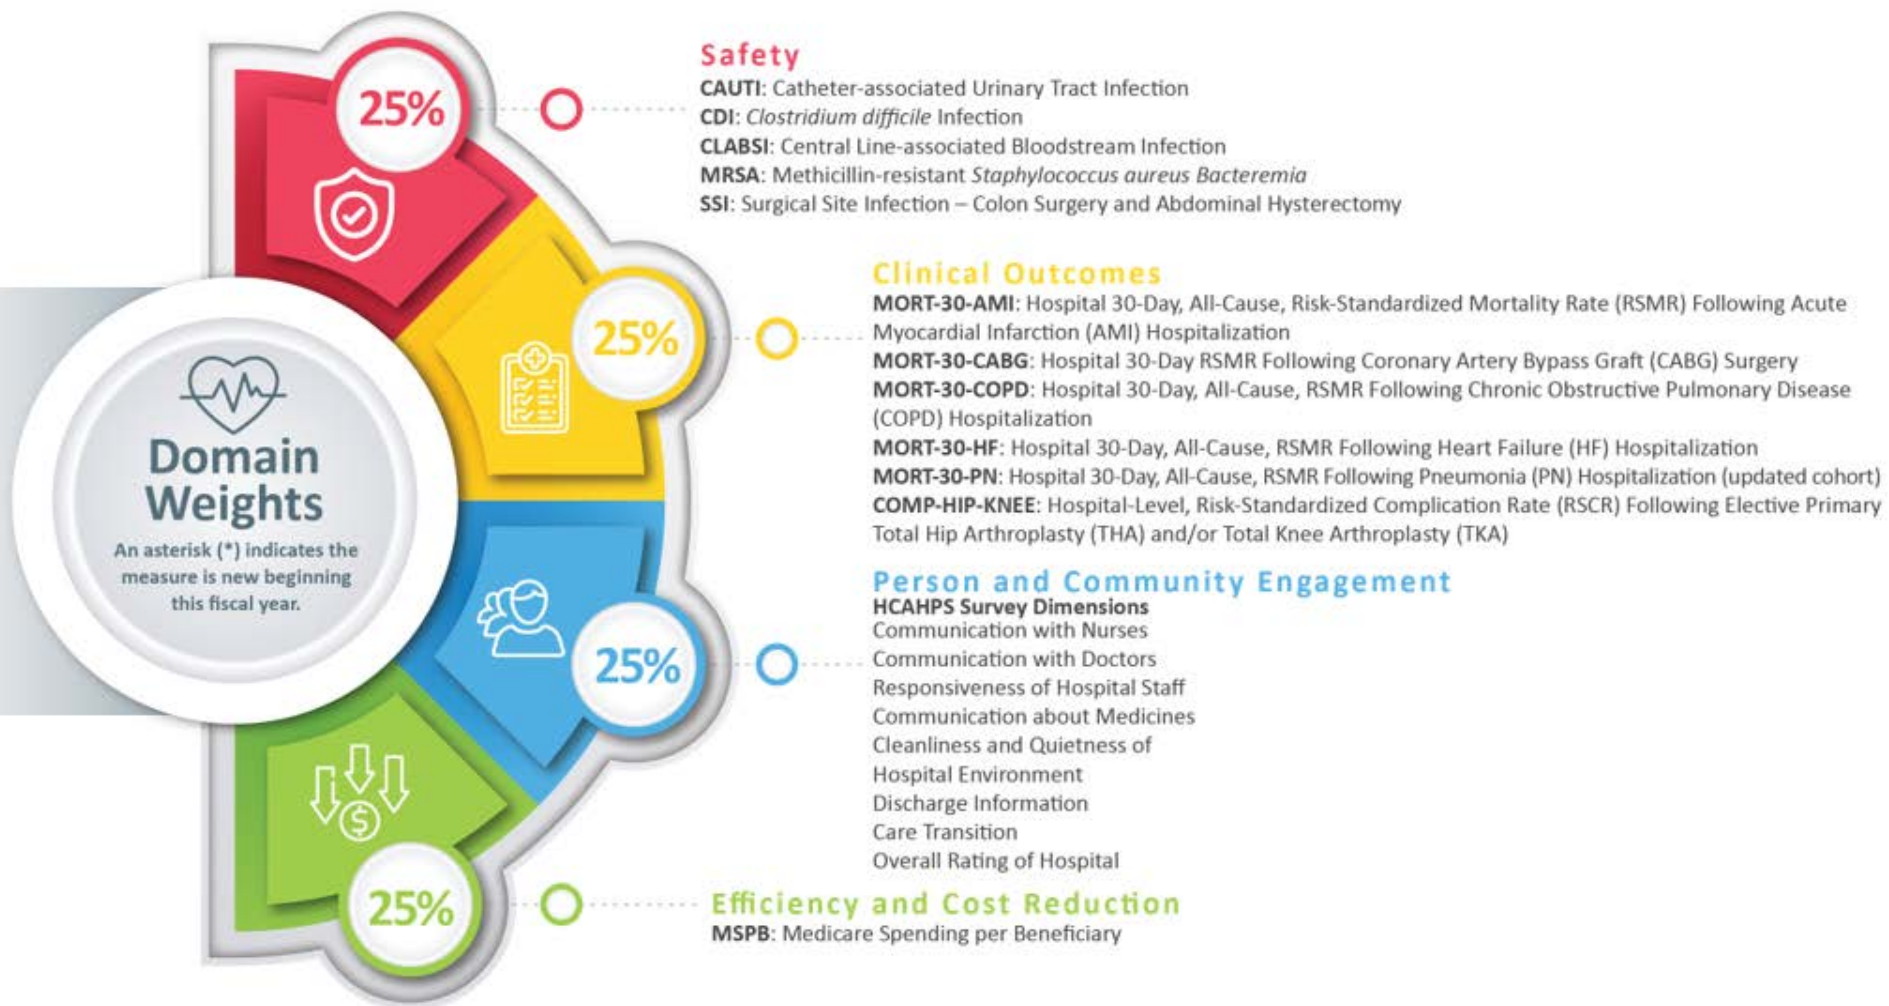 25%
Safety
CAUTI: Catheter-associated Urinary Tract Infection
CDI: Clostridium difficile Infection
CLABSI: Central Line-associated Bloodstream Infection
MRSA: Methicillin-resistant Staphylococcus aureus Bacteremia
SSI: Surgical Site Infection – Colon Surgery and Abdominal Hysterectomy
25%
Clinical Outcomes
MORT-30-AMI: Hospital 30-Day, All-Cause, Risk-Standardized Mortality Rate (RSMR) Following Acute
Myocardial Infarction (AMI) Hospitalization
MORT-30-CABG: Hospital 30-Day RSMR Following Coronary Artery Bypass Graft (CABG) Surgery
MORT-30-COPD: Hospital 30-Day, All-Cause, RSMR Following Chronic Obstructive Pulmonary Disease
(COPD) Hospitalization
MORT-30-HF: Hospital 30-Day, All-Cause, RSMR Following Heart Failure (HF) Hospitalization
MORT-30-PN: Hospital 30-Day, All-Cause, RSMR Following Pneumonia (PN) Hospitalization (updated cohort)
COMP-HIP-KNEE: Hospital-Level, Risk-Standardized Complication Rate (RSCR) Following Elective Primary
Total Hip Arthroplasty (THA) and/or Total Knee Arthroplasty (TKA)
Domain
Weights
An asterisk (*) indicates the
measure is new beginning
this fiscal year.
25%
Person and Community Engagement
HCAHPS Survey Dimensions
Communication with Nurses
Communication with Doctors
Responsiveness of Hospital Staff
Communication about Medicines
Cleanliness and Quietness of
Hospital Environment
Discharge Information
Care Transition
Overall Rating of Hospital
$
25%
Efficiency and Cost Reduction
MSPB: Medicare Spending per Beneficiary